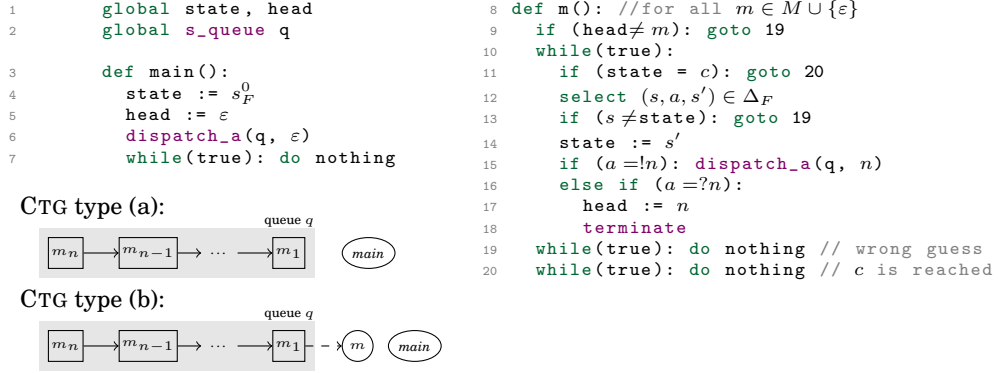 1 global state, head
2 global s_queue q
3 def main():
4 state := s_F^0
5 head := ε
6 dispatch_a(q, ε)
7 while(true): do nothing
CTG type (a):
queue q
m_n m_{n−1} ··· m_1 main
CTG type (b):
queue q
m_n m_{n−1} ··· m_1 m main
8 def m(): //for all m ∈ M ∪ {ε}
9 if (head≠ m): goto 19
10 while(true):
11 if (state = c): goto 20
12 select (s, a, s′) ∈ Δ_F
13 if (s ≠state): goto 19
14 state := s′
15 if (a =!n): dispatch_a(q, n)
16 else if (a =?n):
17 head := n
18 terminate
19 while(true): do nothing // wrong guess
20 while(true): do nothing // c is reached